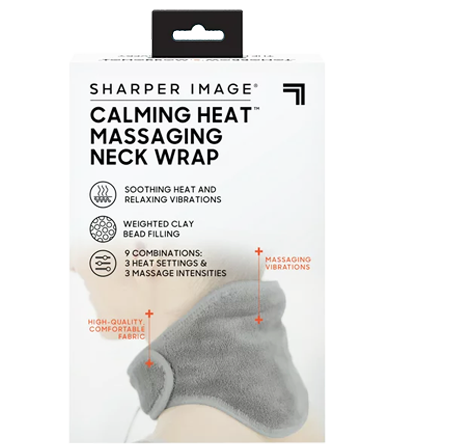 SHARPER IMAGE®
CALMING HEAT™
MASSAGING
NECK WRAP
SOOTHING HEAT AND
RELAXING VIBRATIONS
WEIGHTED CLAY
BEAD FILLING
9 COMBINATIONS:
3 HEAT SETTINGS &
3 MASSAGE INTENSITIES
MASSAGING
VIBRATIONS
HIGH-QUALITY,
COMFORTABLE
FABRIC